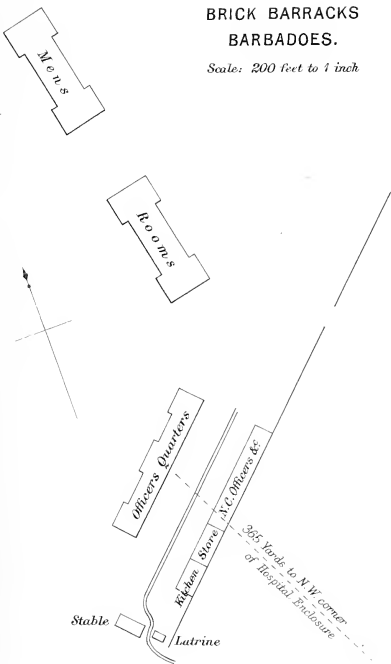 BRICK BARRACKS
BARBADOES.
Scale: 200 feet to 1 inch
Mens
Rooms
Officers Quarters
N.C. Officers &c.
Store
Kitchen
365 Yards to N.W. corner
of Hospital Enclosure
Stable
Latrine